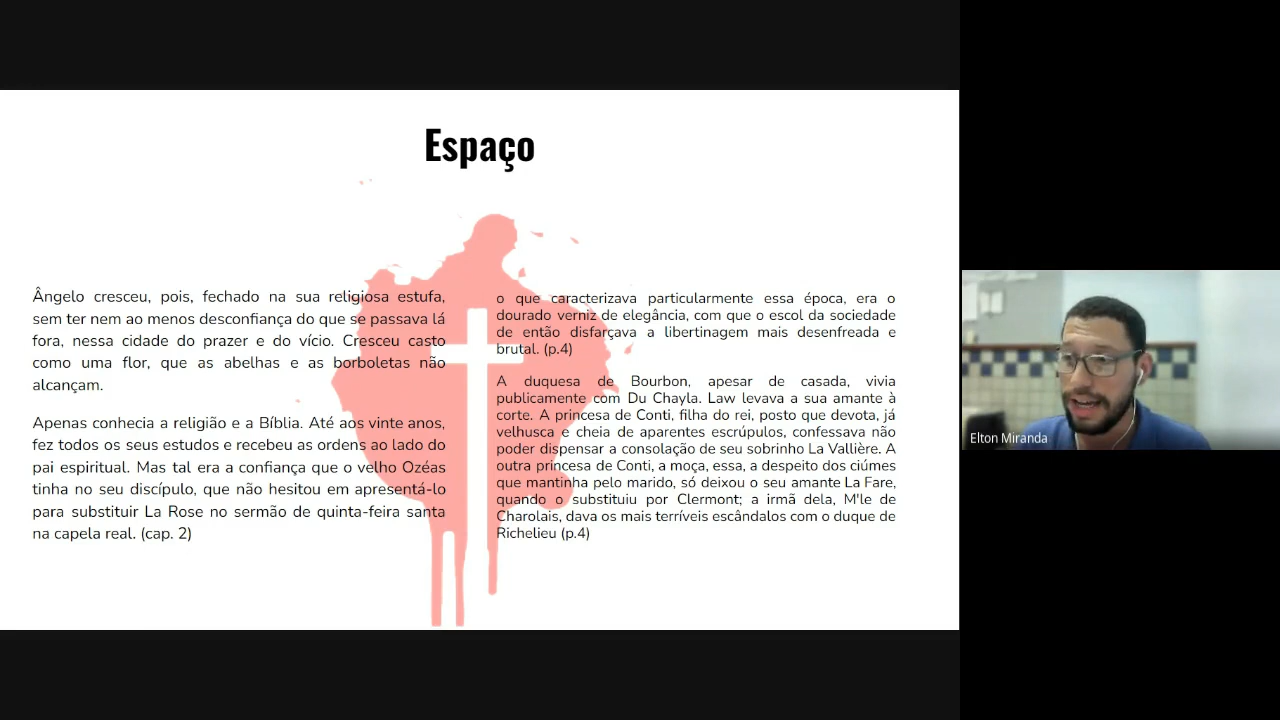 Espaço
Ângelo cresceu, pois, fechado na sua religiosa estufa,
sem ter nem ao menos desconfiança do que se passava lá
fora, nessa cidade do prazer e do vício. Cresceu casto
como uma flor, que as abelhas e as borboletas não
alcançam.
Apenas conhecia a religião e a Bíblia. Até aos vinte anos,
fez todos os seus estudos e recebeu as ordens ao lado do
pai espiritual. Mas tal era a confiança que o velho Ozéas
tinha no seu discípulo, que não hesitou em apresentá-lo
para substituir La Rose no sermão de quinta-feira santa
na capela real. (cap. 2)
o que caracterizava particularmente essa época, era o
dourado verniz de elegância, com que o escol da sociedade
de então disfarçava a libertinagem mais desenfreada e
brutal. (p.4)
A duquesa de Bourbon, apesar de casada, vivia
publicamente com Du Chayla. Law levava a sua amante à
corte. A princesa de Conti, filha do rei, posto que devota, já
velhusca e cheia de aparentes escrúpulos, confessava não
poder dispensar a consolação de seu sobrinho La Vallière. A
outra princesa de Conti, a moça, essa, a despeito dos ciúmes
que mantinha pelo marido, só deixou o seu amante La Fare,
quando o substituiu por Clermont; a irmã dela, M'le de
Charolais, dava os mais terríveis escândalos com o duque de
Richelieu (p.4)
Elton Miranda